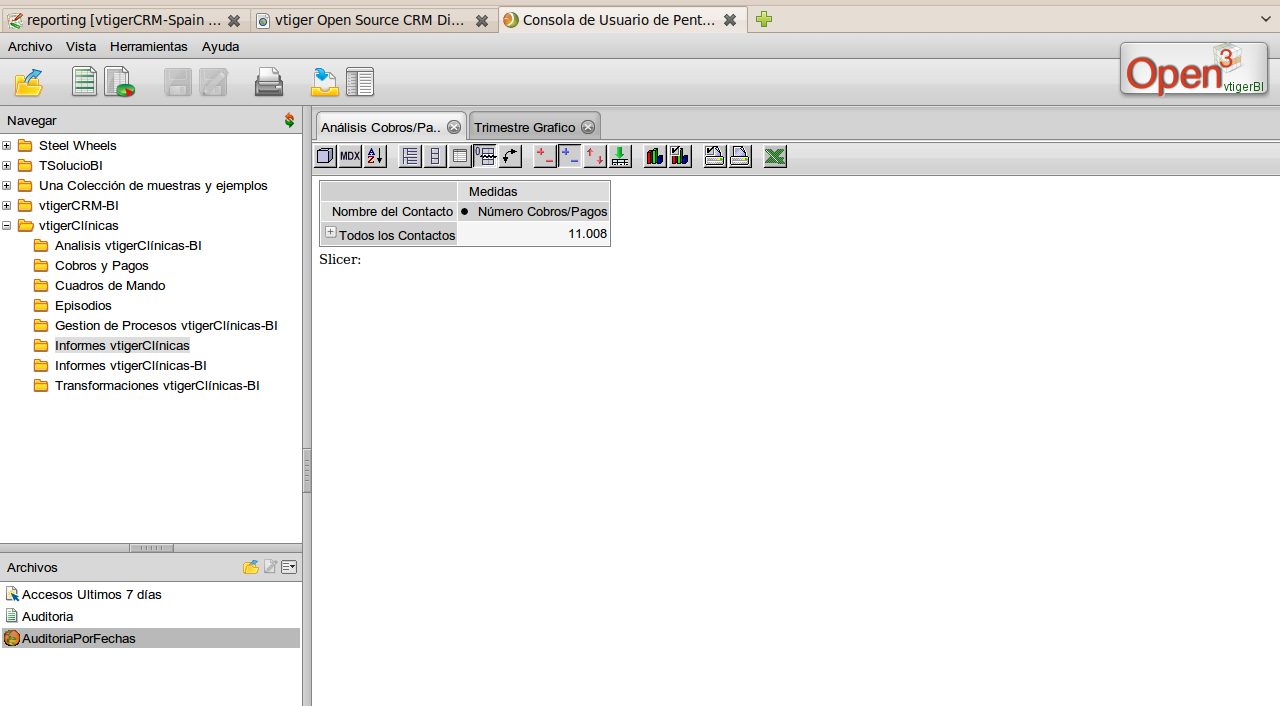 reporting [vtigerCRM-Spain ...
vtiger Open Source CRM Di...
Consola de Usuario de Pent...
Archivo Vista Herramientas Ayuda
Open3
vtigerBI
Navegar
Análisis Cobros/Pa..
Trimestre Grafico
MDX
A
Z
Steel Wheels
TSolucioBI
Una Colección de muestras y ejemplos
vtigerCRM-BI
vtigerClínicas
Analisis vtigerClínicas-BI
Cobros y Pagos
Cuadros de Mando
Episodios
Gestion de Procesos vtigerClínicas-BI
Informes vtigerClínicas
Informes vtigerClínicas-BI
Transformaciones vtigerClínicas-BI
Medidas
Nombre del Contacto Número Cobros/Pagos
Todos los Contactos 11.008
Slicer:
Archivos
Accesos Ultimos 7 días
Auditoria
AuditoriaPorFechas